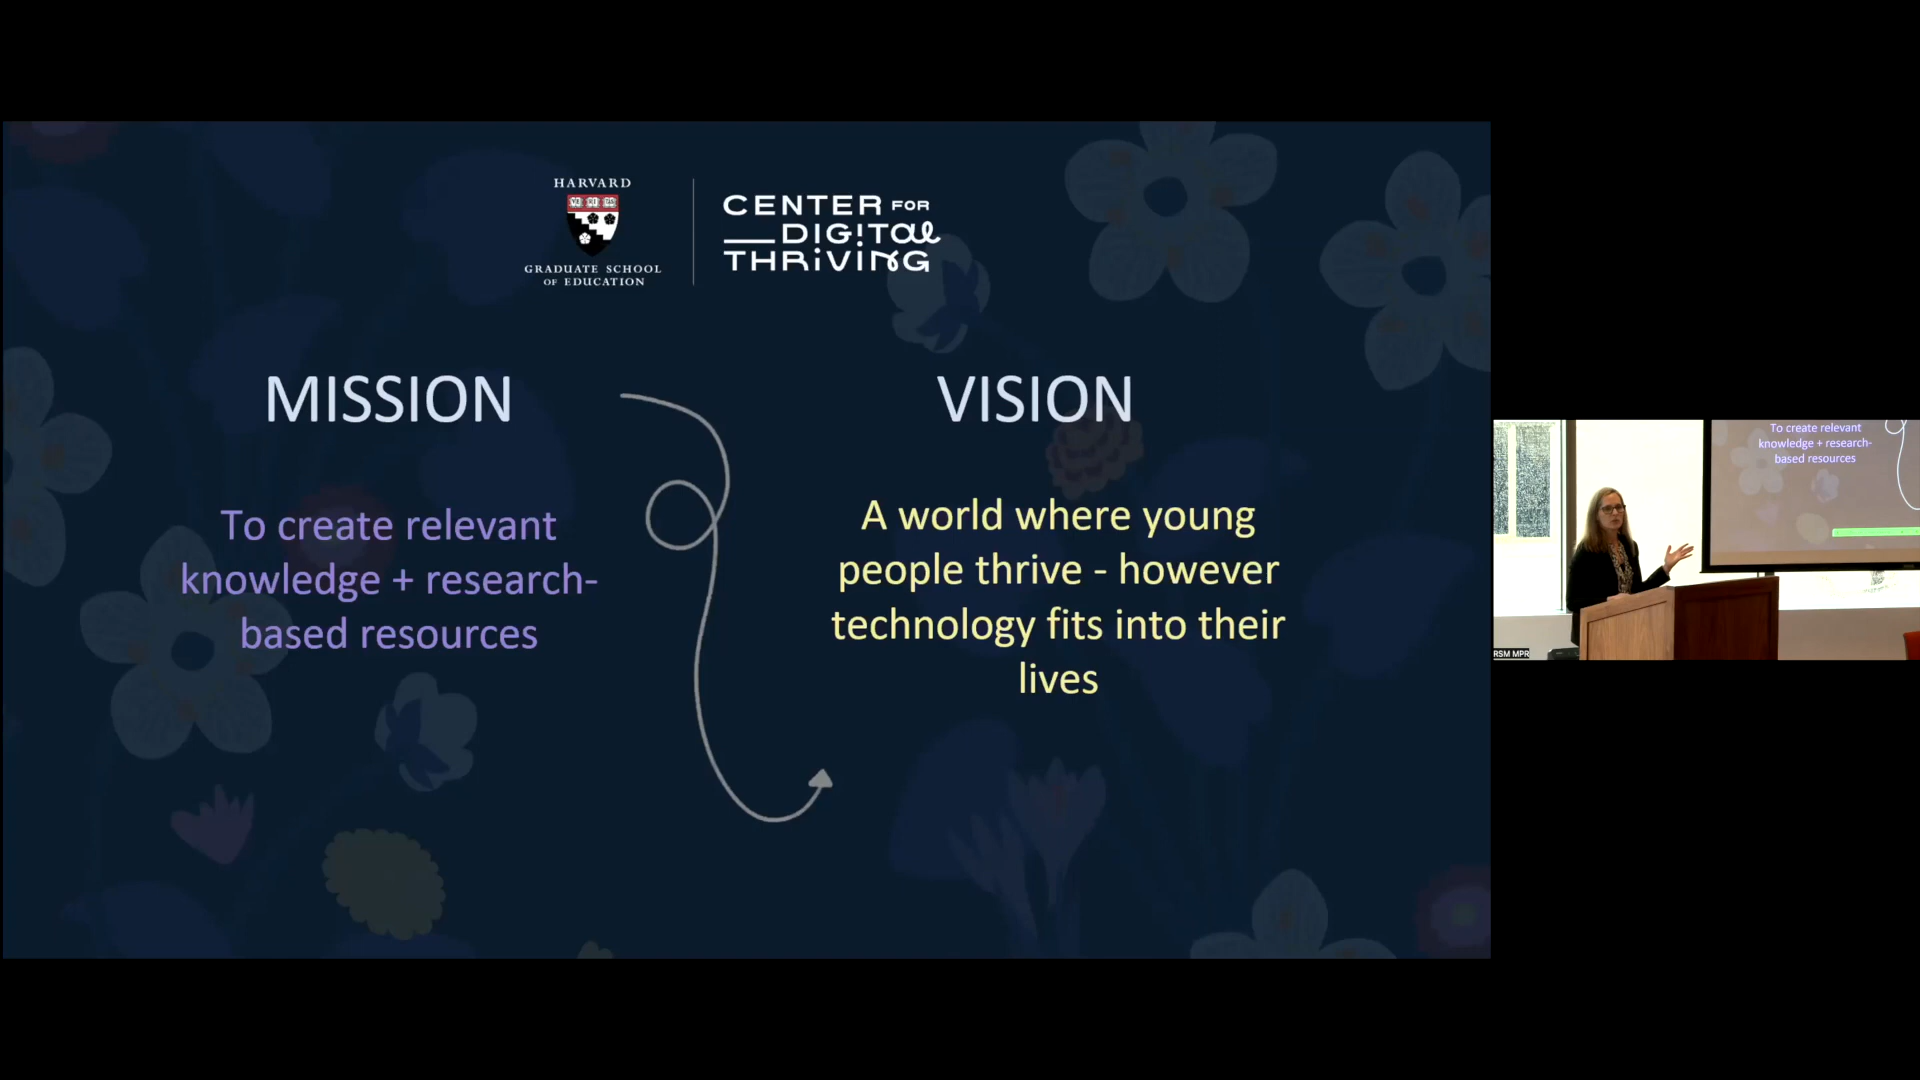 HARVARD
GRADUATE SCHOOL
OF EDUCATION
CENTER FOR
DIGITAL
THRIVING
MISSION
To create relevant
knowledge + research-
based resources
VISION
A world where young
people thrive - however
technology fits into their
lives
To create relevant
knowledge + research-
based resources
RSM MPR